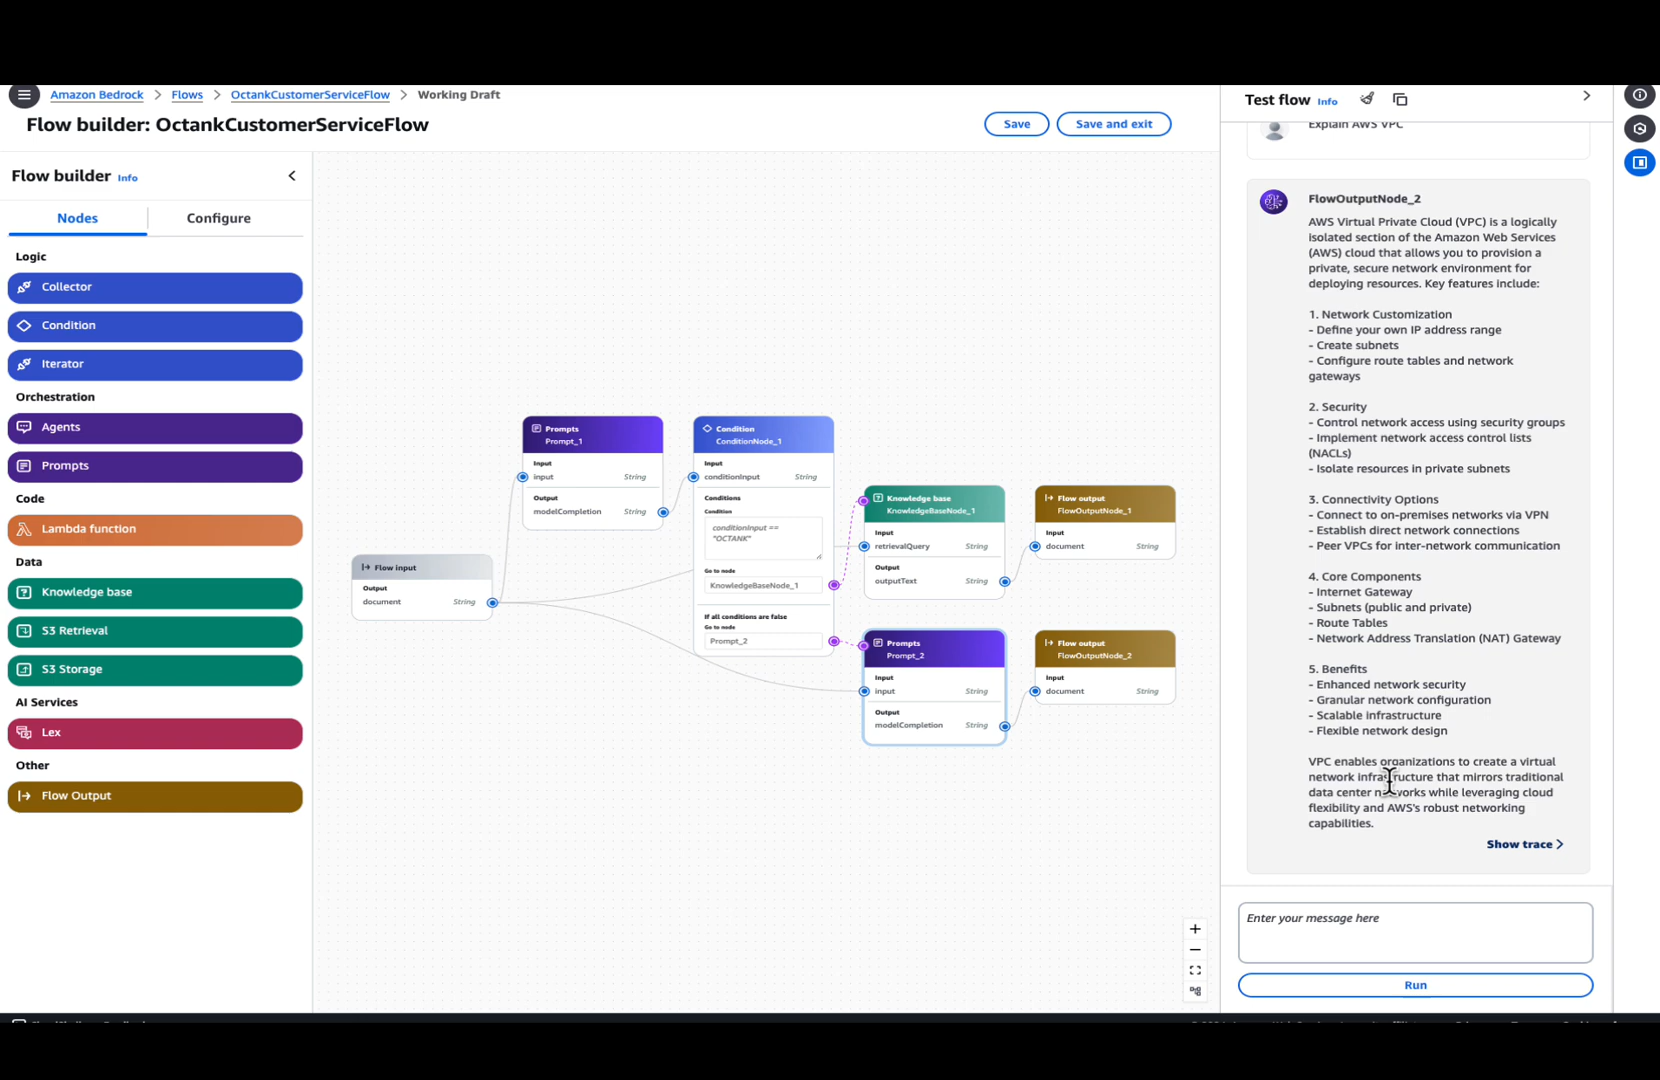 Amazon Bedrock > Flows > OctankCustomerServiceFlow > Working Draft
Flow builder: OctankCustomerServiceFlow
Save
Save and exit
Flow builder Info
Nodes
Configure
Logic
Collector
Condition
Iterator
Orchestration
Agents
Prompts
Code
Lambda function
Data
Knowledge base
S3 Retrieval
S3 Storage
AI Services
Lex
Other
Flow Output
Flow input
Output
document String
Prompts
Prompt_1
Input
input String
Output
modelCompletion String
Condition
ConditionNode_1
Input
conditionInput String
Conditions
Condition
conditionInput ==
"OCTANK"
Go to node
KnowledgeBaseNode_1
If all conditions are false
Go to node
Prompt_2
Knowledge base
KnowledgeBaseNode_1
Input
retrievalQuery String
Output
outputText String
Flow output
FlowOutputNode_1
Input
document String
Prompts
Prompt_2
Input
input String
Output
modelCompletion String
Flow output
FlowOutputNode_2
Input
document String
Test flow Info
Explain AWS VPC
FlowOutputNode_2
AWS Virtual Private Cloud (VPC) is a logically
isolated section of the Amazon Web Services
(AWS) cloud that allows you to provision a
private, secure network environment for
deploying resources. Key features include:
1. Network Customization
- Define your own IP address range
- Create subnets
- Configure route tables and network
gateways
2. Security
- Control network access using security groups
- Implement network access control lists
(NACLs)
- Isolate resources in private subnets
3. Connectivity Options
- Connect to on-premises networks via VPN
- Establish direct network connections
- Peer VPCs for inter-network communication
4. Core Components
- Internet Gateway
- Subnets (public and private)
- Route Tables
- Network Address Translation (NAT) Gateway
5. Benefits
- Enhanced network security
- Granular network configuration
- Scalable infrastructure
- Flexible network design
VPC enables organizations to create a virtual
network infrastructure that mirrors traditional
data center networks while leveraging cloud
flexibility and AWS's robust networking
capabilities.
Show trace
Enter your message here
Run